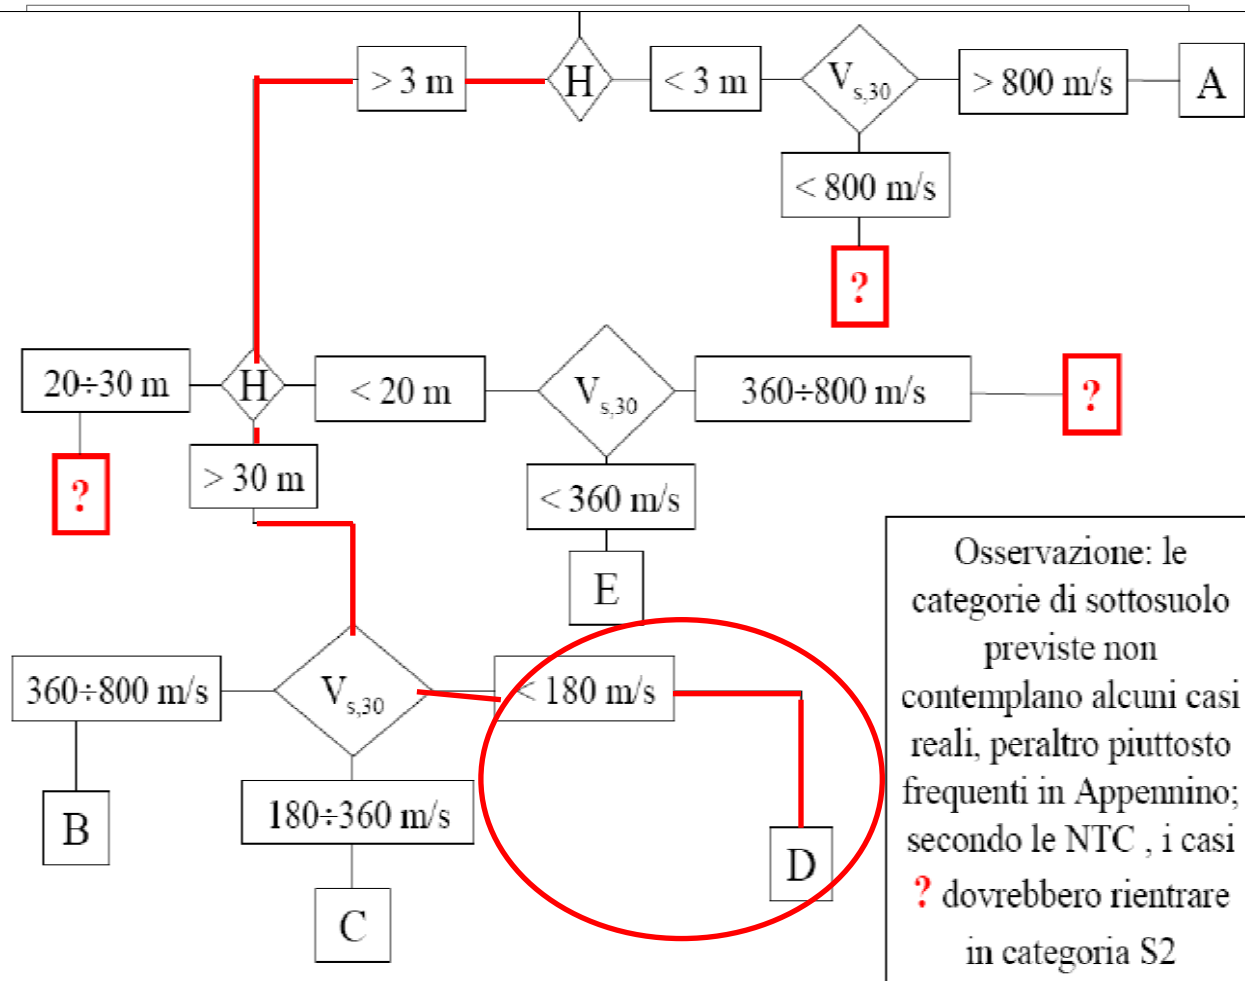 > 3 m
H
< 3 m
Vs,30
> 800 m/s
A
< 800 m/s
?
20÷30 m
H
< 20 m
Vs,30
360÷800 m/s
?
?
> 30 m
< 360 m/s
E
360÷800 m/s
Vs,30
< 180 m/s
B
180÷360 m/s
D
C
Osservazione: le
categorie di sottosuolo
previste non
contemplano alcuni casi
reali, peraltro piuttosto
frequenti in Appennino;
secondo le NTC , i casi
? dovrebbero rientrare
in categoria S2